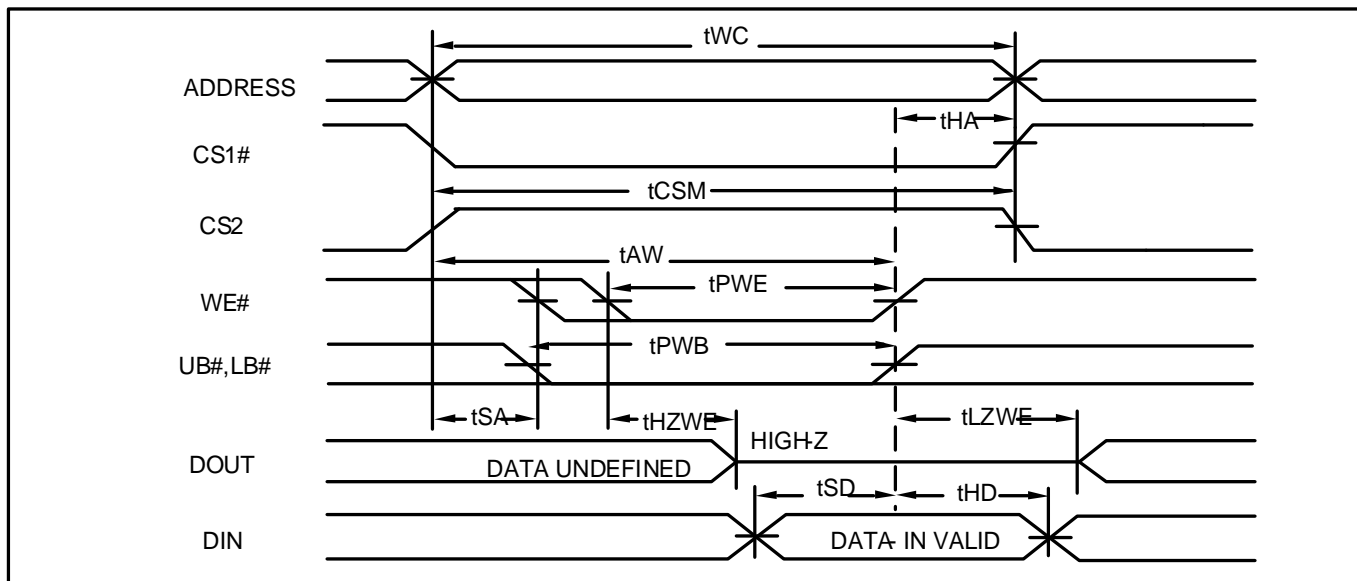 tWC
ADDRESS
tHA
CS1#
tCSM
CS2
tAW
tPWE
WE#
tPWB
UB#,LB#
tSA
tHZWE
tLZWE
HIGH-Z
DOUT
DATA UNDEFINED
tSD
tHD
DIN
DATA- IN VALID